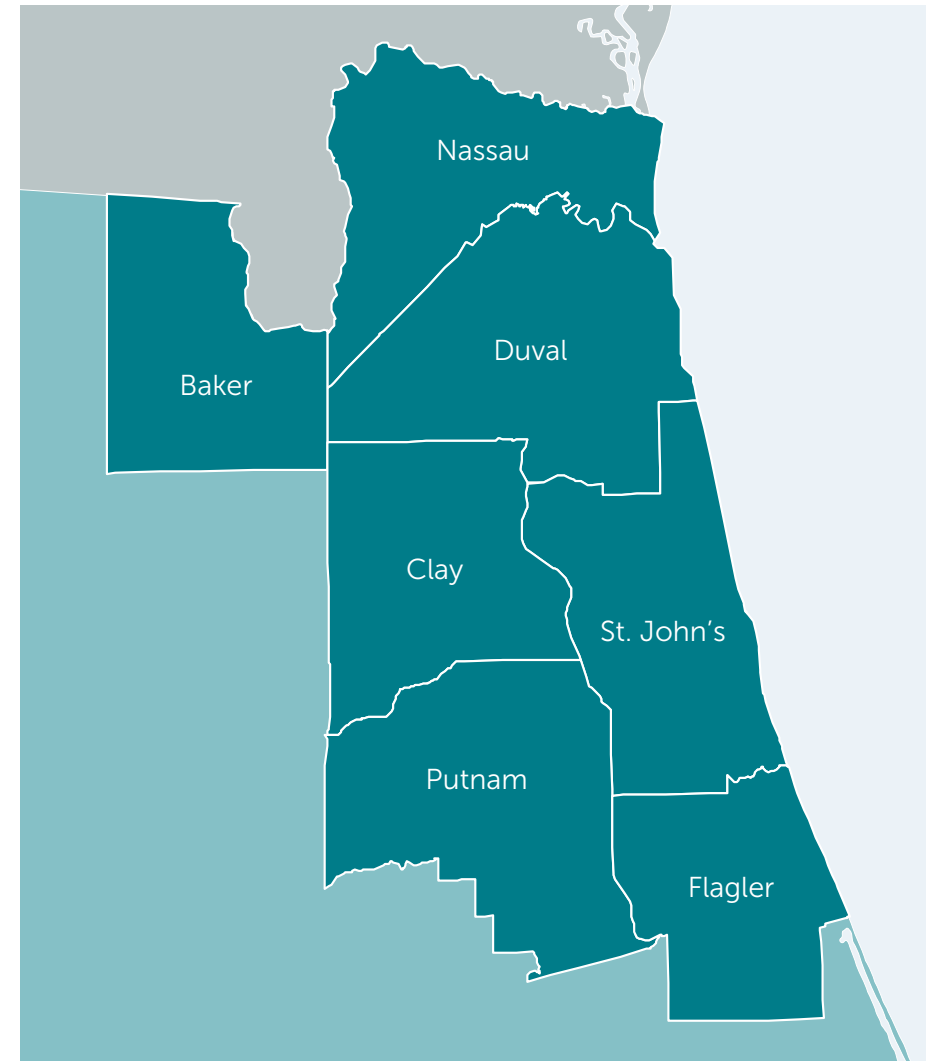 Nassau
Duval
Baker
Clay
St. John’s
Putnam
Flagler